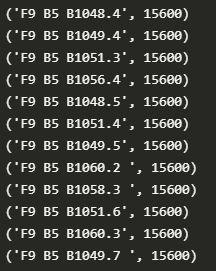 ('F9 B5 B1048.4', 15600)
('F9 B5 B1049.4', 15600)
('F9 B5 B1051.3', 15600)
('F9 B5 B1056.4', 15600)
('F9 B5 B1048.5', 15600)
('F9 B5 B1051.4', 15600)
('F9 B5 B1049.5', 15600)
('F9 B5 B1060.2 ', 15600)
('F9 B5 B1058.3 ', 15600)
('F9 B5 B1051.6', 15600)
('F9 B5 B1060.3', 15600)
('F9 B5 B1049.7 ', 15600)